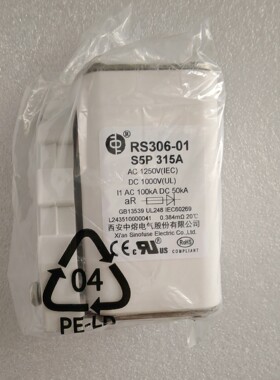 RS306-01
S5P 315A
AC 1250V(IEC)
DC 1000V(UL)
I1 AC 100kA DC 50kA
aR
GB13539 UL248 IEC60269
L243510000041 0.384mΩ 20℃
西安中熔电气股份有限公司
Xi'an Sinofuse Electric Co.,Ltd.
CE RoHS
04
PE-LD